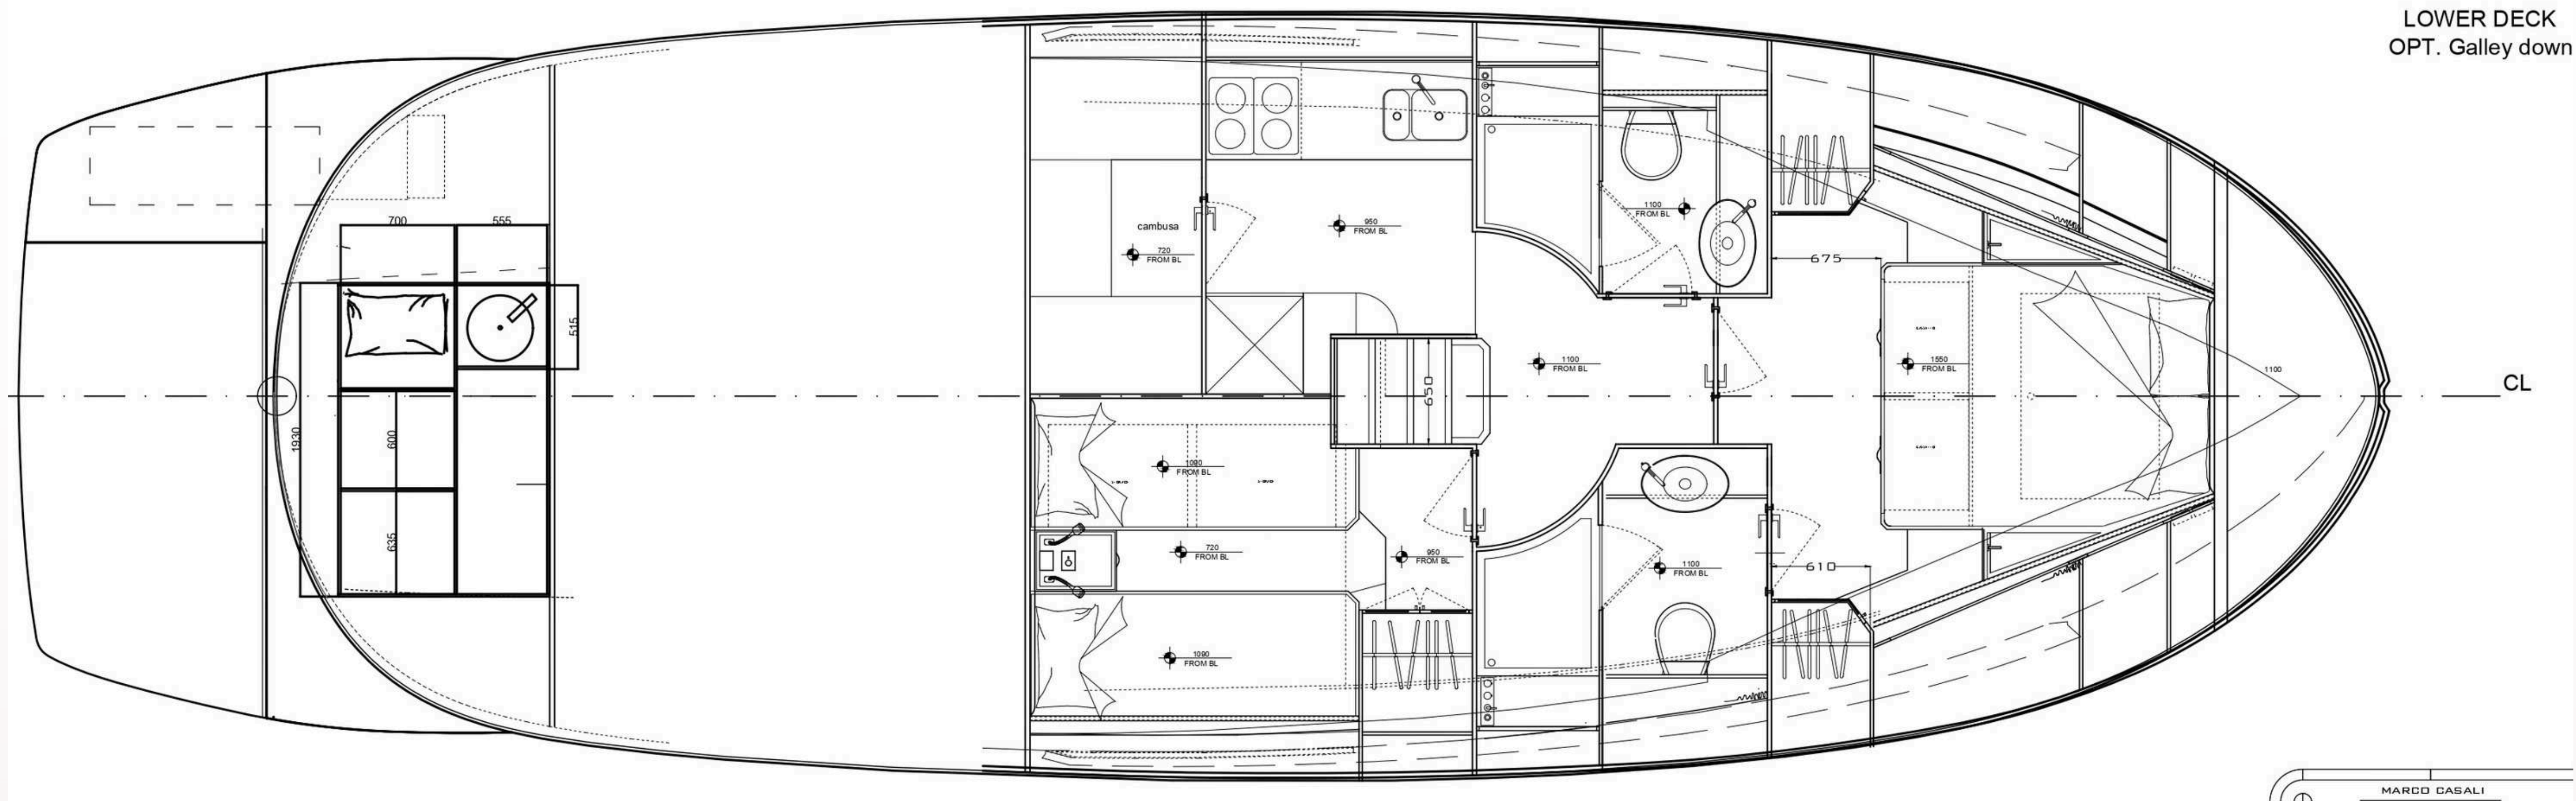 LOWER DECK
OPT. Galley down
700
555
515
1930
600
635
cambusa
720
FROM BL
950
FROM BL
1100
FROM BL
675
650
1100
FROM BL
1550
FROM BL
1100
CL
FROM BL
720
FROM BL
950
FROM BL
1100
FROM BL
610
1090
FROM BL
MARCO CASALI